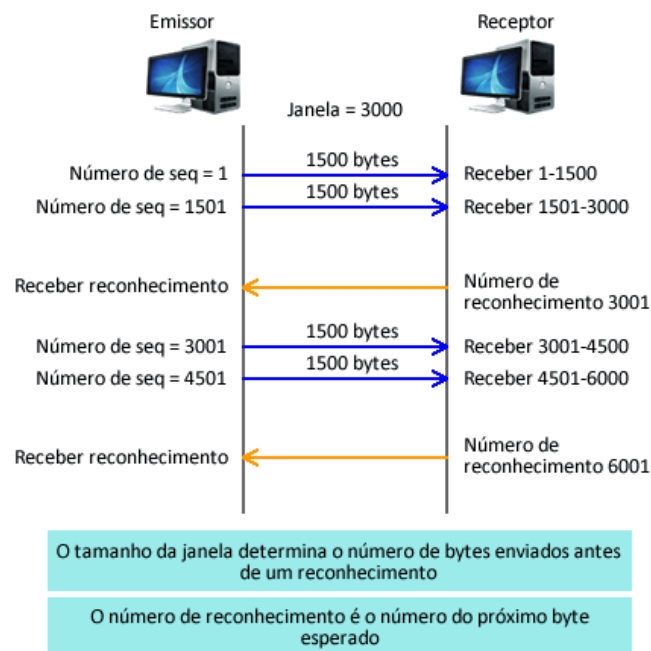 Emissor
Receptor
Janela = 3000
Número de seq = 1
1500 bytes
Receber 1-1500
Número de seq = 1501
1500 bytes
Receber 1501-3000
Receber reconhecimento
Número de
reconhecimento 3001
Número de seq = 3001
1500 bytes
Receber 3001-4500
Número de seq = 4501
1500 bytes
Receber 4501-6000
Receber reconhecimento
Número de
reconhecimento 6001
O tamanho da janela determina o número de bytes enviados antes
de um reconhecimento
O número de reconhecimento é o número do próximo byte
esperado